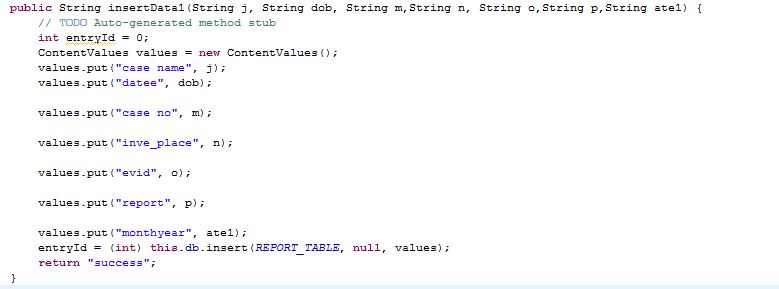 public String insertData1(String j, String dob, String m,String n, String o,String p,String ate1) {
// TODO Auto-generated method stub
int entryId = 0;
ContentValues values = new ContentValues();
values.put("case name", j);
values.put("datee", dob);
values.put("case no", m);
values.put("inve_place", n);
values.put("evid", o);
values.put("report", p);
values.put("monthyear", ate1);
entryId = (int) this.db.insert(REPORT_TABLE, null, values);
return "success";
}